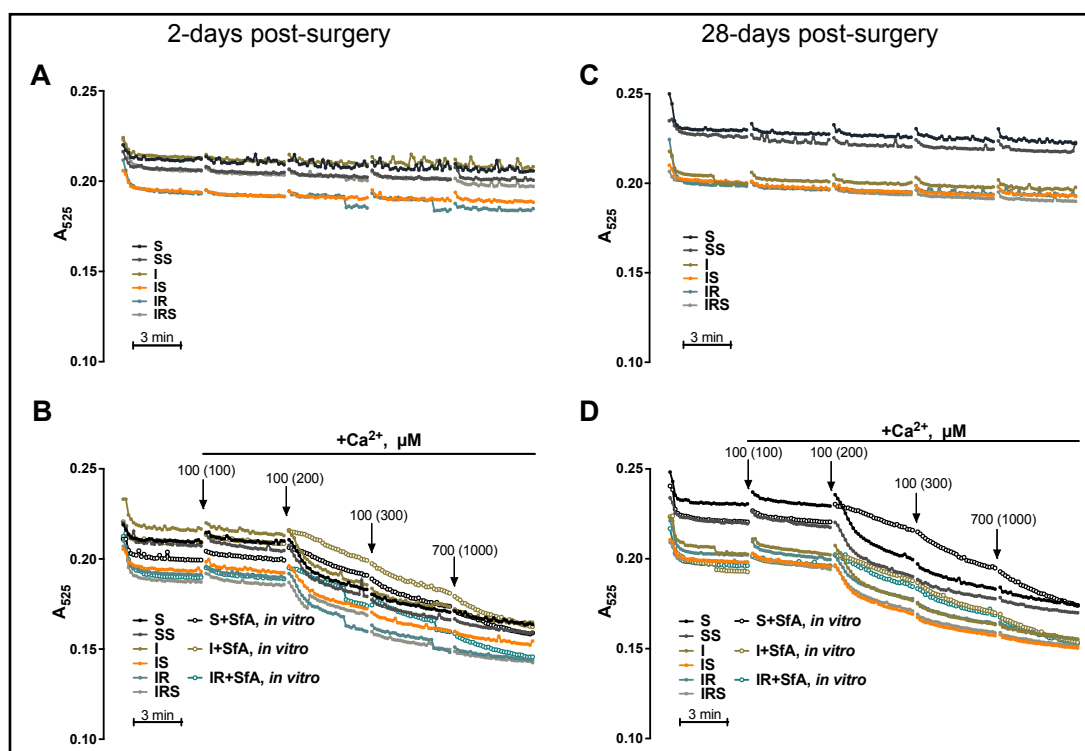 2-days post-surgery
28-days post-surgery
A
0.25
0.20
0.15
0.10
A525
S
SS
I
IS
IR
IRS
3 min
C
0.25
0.20
0.15
0.10
A525
S
SS
I
IS
IR
IRS
3 min
B
+Ca2+, µM
100 (100)
100 (200)
100 (300)
700 (1000)
0.25
0.20
0.15
0.10
A525
S
SS
I
IS
IR
IRS
S+SfA, in vitro
I+SfA, in vitro
IR+SfA, in vitro
3 min
D
+Ca2+, µM
100 (100)
100 (200)
100 (300)
700 (1000)
0.25
0.20
0.15
0.10
A525
S
SS
I
IS
IR
IRS
S+SfA, in vitro
I+SfA, in vitro
IR+SfA, in vitro
3 min